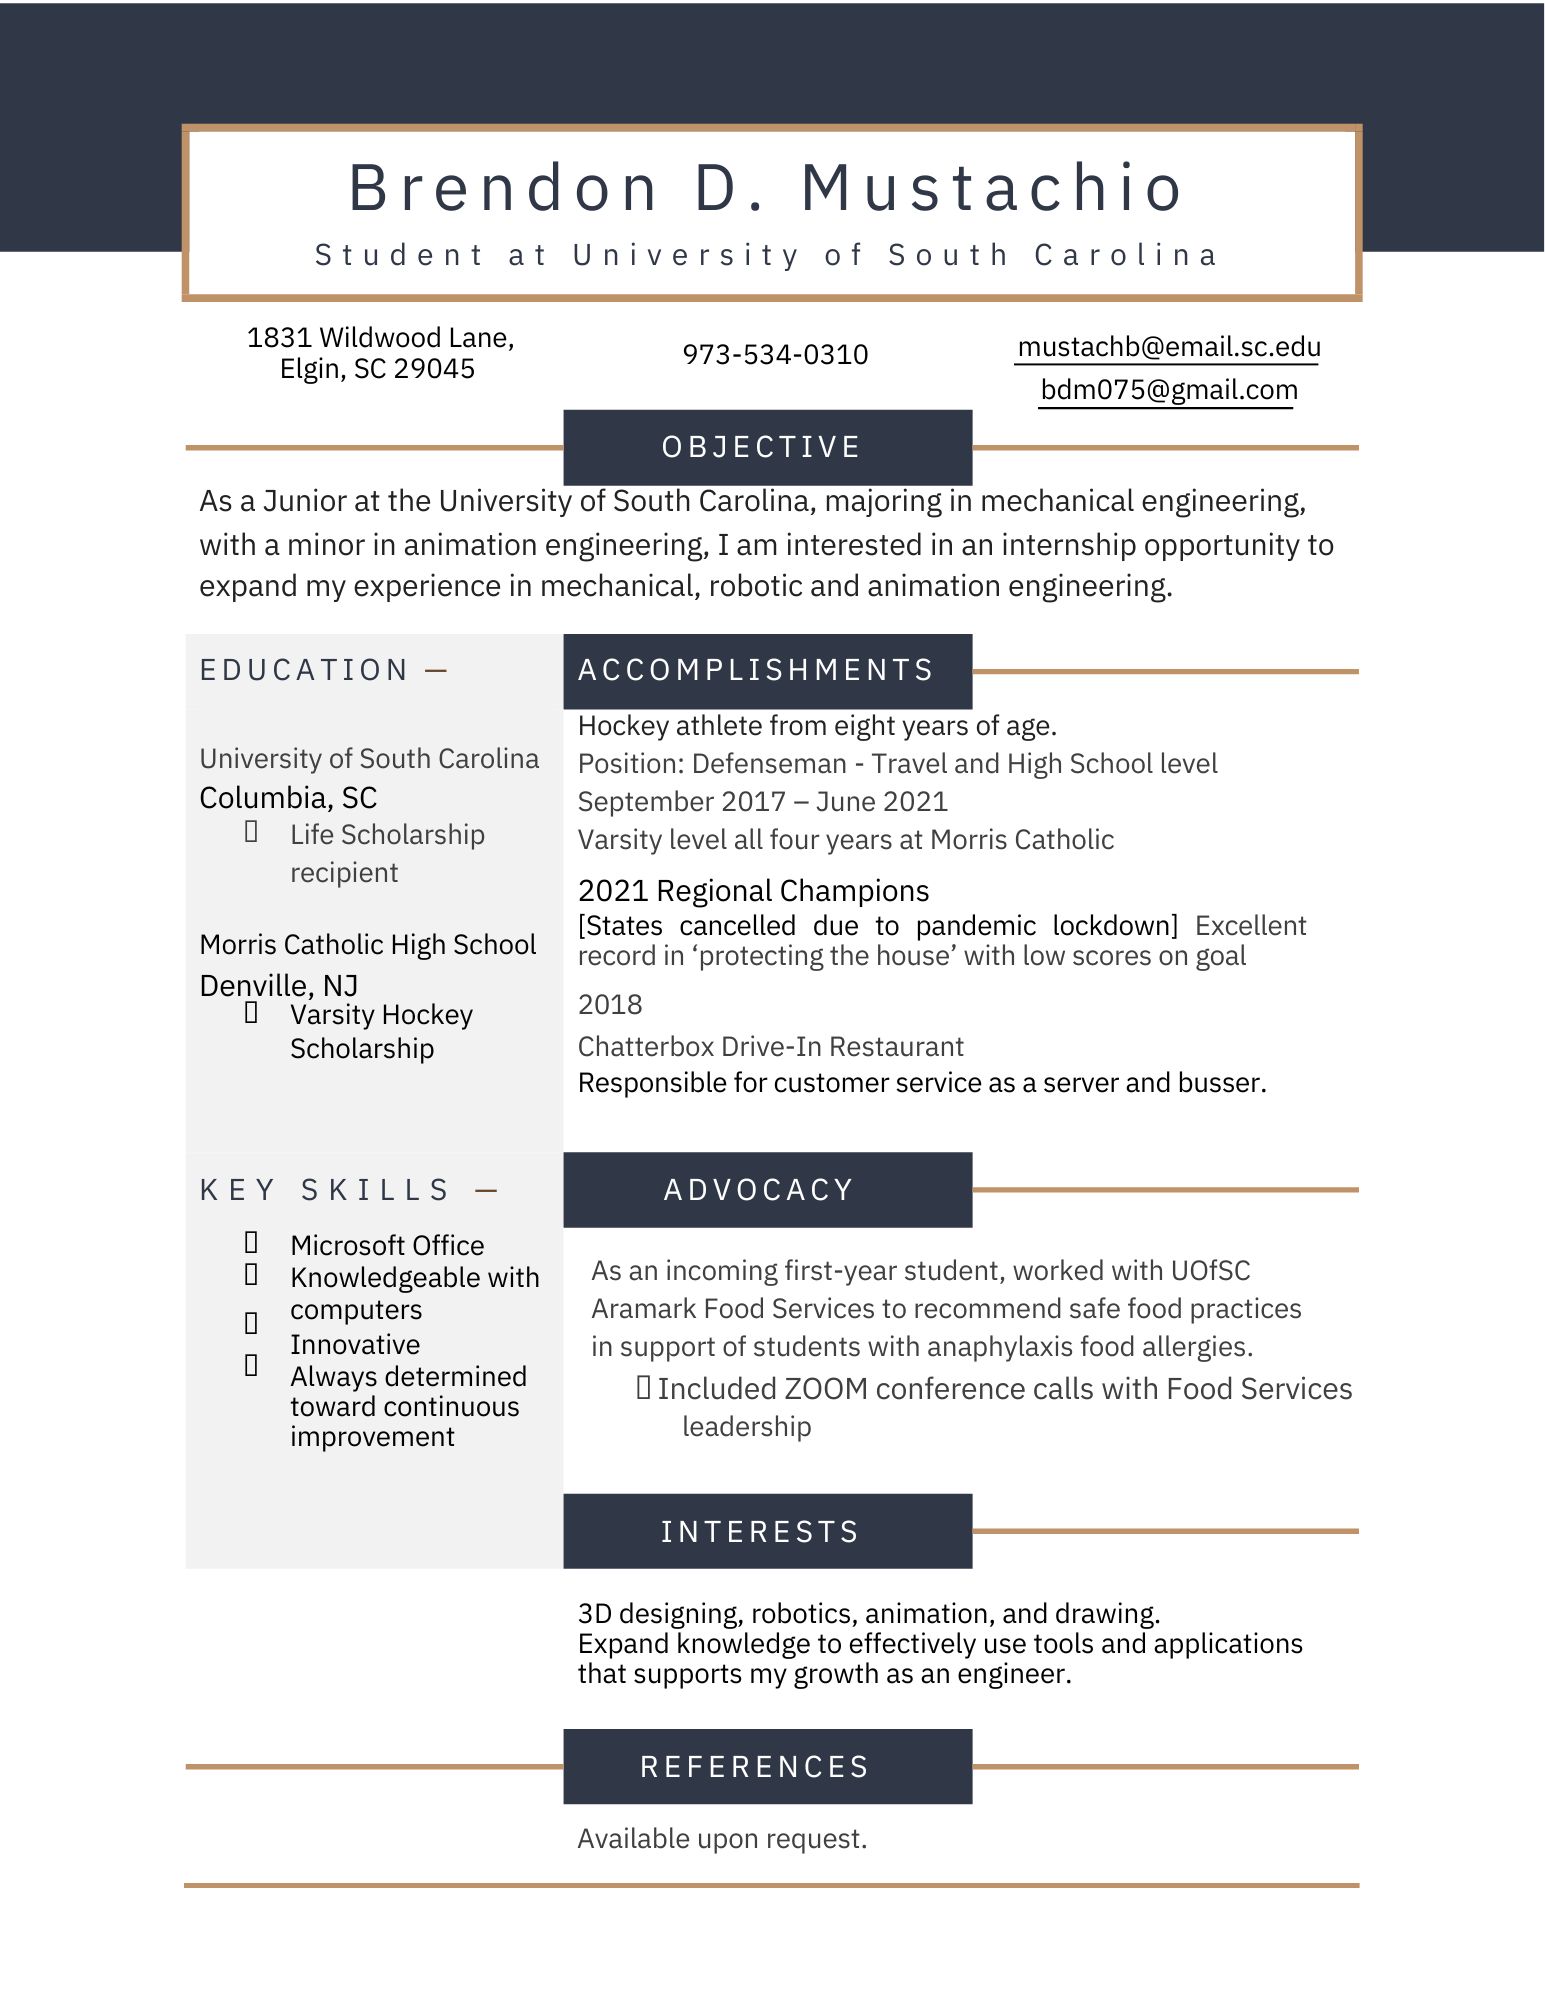 Brendon D. Mustachio
Student at University of South Carolina
1831 Wildwood Lane,
Elgin, SC 29045
973-534-0310
mustachb@email.sc.edu
bdm075@gmail.com
OBJECTIVE
As a Junior at the University of South Carolina, majoring in mechanical engineering,
with a minor in animation engineering, I am interested in an internship opportunity to
expand my experience in mechanical, robotic and animation engineering.
EDUCATION —
University of South Carolina
Columbia, SC
Life Scholarship
recipient
Morris Catholic High School
Denville, NJ
Varsity Hockey
Scholarship
ACCOMPLISHMENTS
Hockey athlete from eight years of age.
Position: Defenseman - Travel and High School level
September 2017 – June 2021
Varsity level all four years at Morris Catholic
2021 Regional Champions
[States cancelled due to pandemic lockdown] Excellent
record in ‘protecting the house’ with low scores on goal
2018
Chatterbox Drive-In Restaurant
Responsible for customer service as a server and busser.
KEY SKILLS —
Microsoft Office
Knowledgeable with
computers
Innovative
Always determined
toward continuous
improvement
ADVOCACY
As an incoming first-year student, worked with UOfSC
Aramark Food Services to recommend safe food practices
in support of students with anaphylaxis food allergies.
Included ZOOM conference calls with Food Services
leadership
INTERESTS
3D designing, robotics, animation, and drawing.
Expand knowledge to effectively use tools and applications
that supports my growth as an engineer.
REFERENCES
Available upon request.